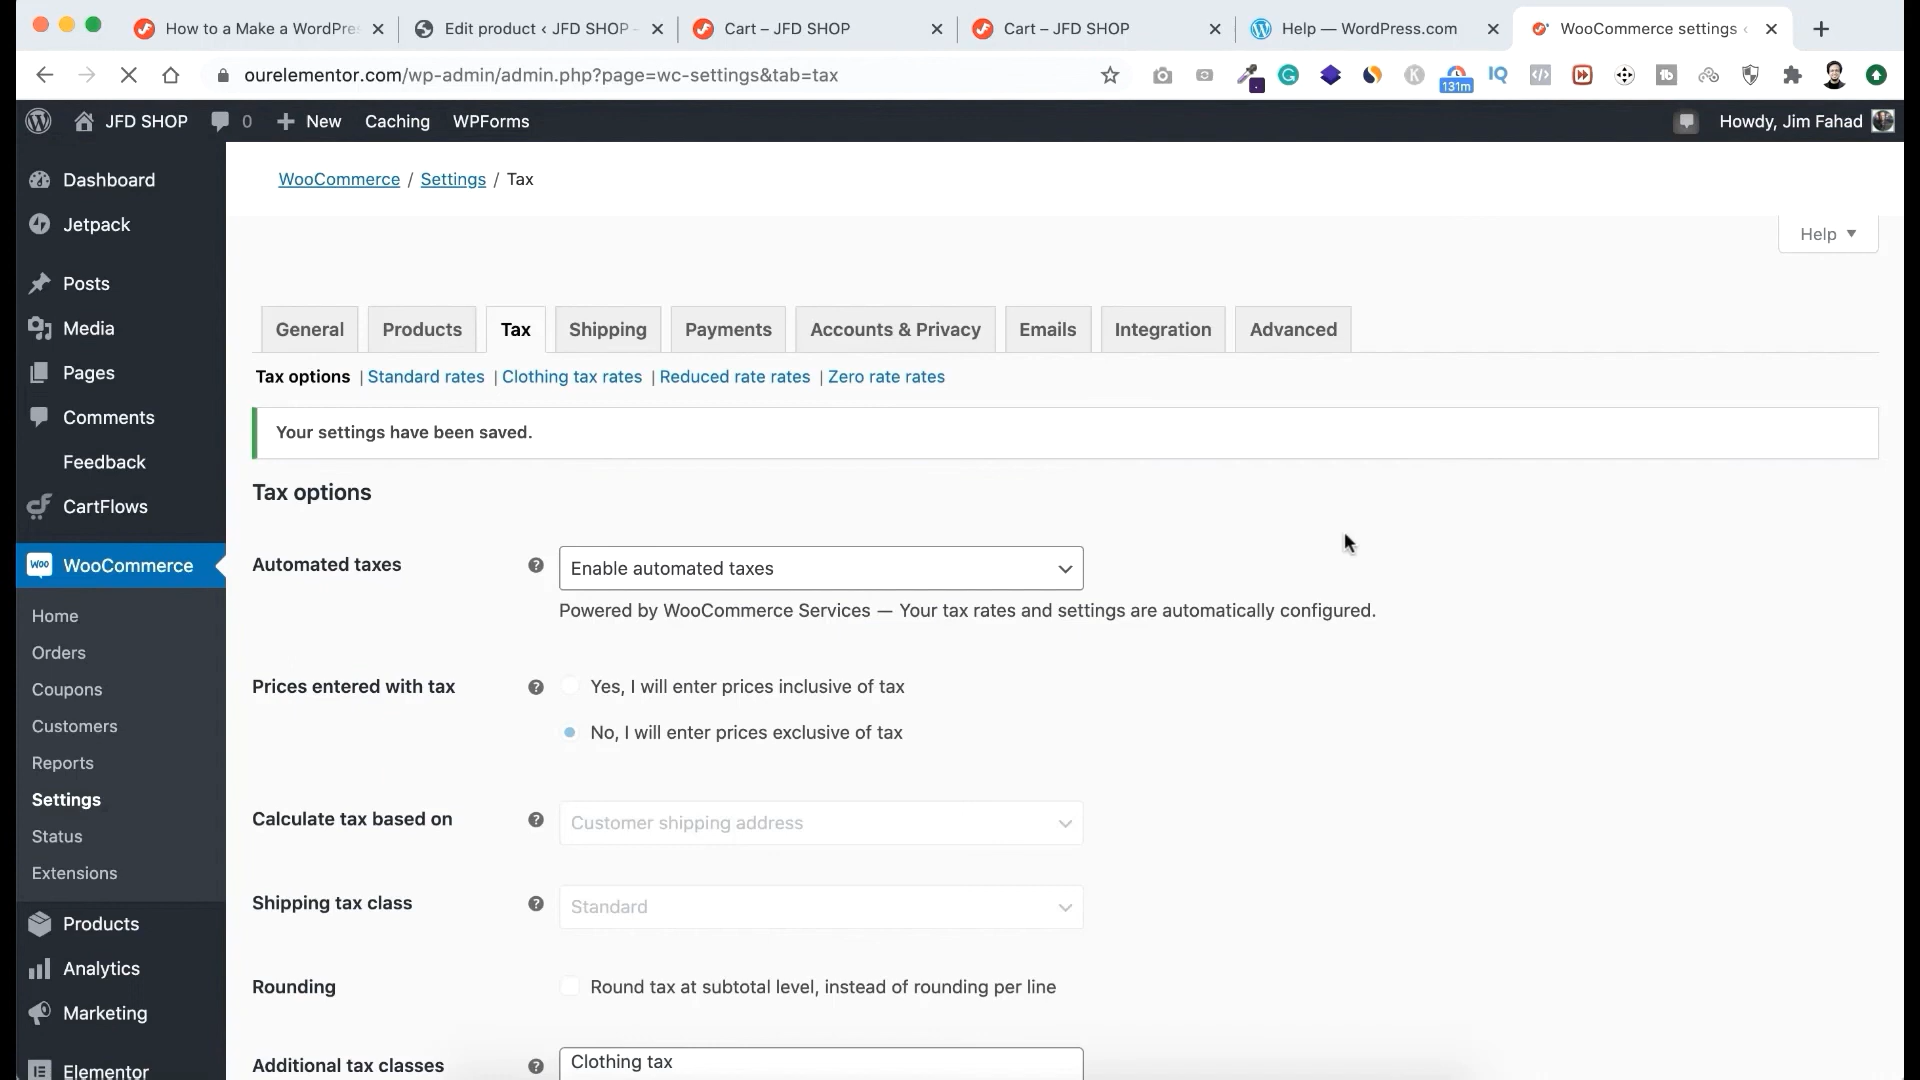 How to a Make a WordPre
Edit product ‹ JFD SHOP -
Cart – JFD SHOP
Cart – JFD SHOP
Help — WordPress.com
WooCommerce settings ‹
ourelementor.com/wp-admin/admin.php?page=wc-settings&tab=tax
131m
IQ
JFD SHOP
0
New
Caching
WPForms
Howdy, Jim Fahad
Dashboard
Jetpack
Posts
Media
Pages
Comments
Feedback
CartFlows
WooCommerce
Home
Orders
Coupons
Customers
Reports
Settings
Status
Extensions
Products
Analytics
Marketing
Elementor
WooCommerce / Settings / Tax
Help
General
Products
Tax
Shipping
Payments
Accounts & Privacy
Emails
Integration
Advanced
Tax options | Standard rates | Clothing tax rates | Reduced rate rates | Zero rate rates
Your settings have been saved.
Tax options
Automated taxes
Enable automated taxes
Powered by WooCommerce Services — Your tax rates and settings are automatically configured.
Prices entered with tax
Yes, I will enter prices inclusive of tax
No, I will enter prices exclusive of tax
Calculate tax based on
Customer shipping address
Shipping tax class
Standard
Rounding
Round tax at subtotal level, instead of rounding per line
Additional tax classes
Clothing tax